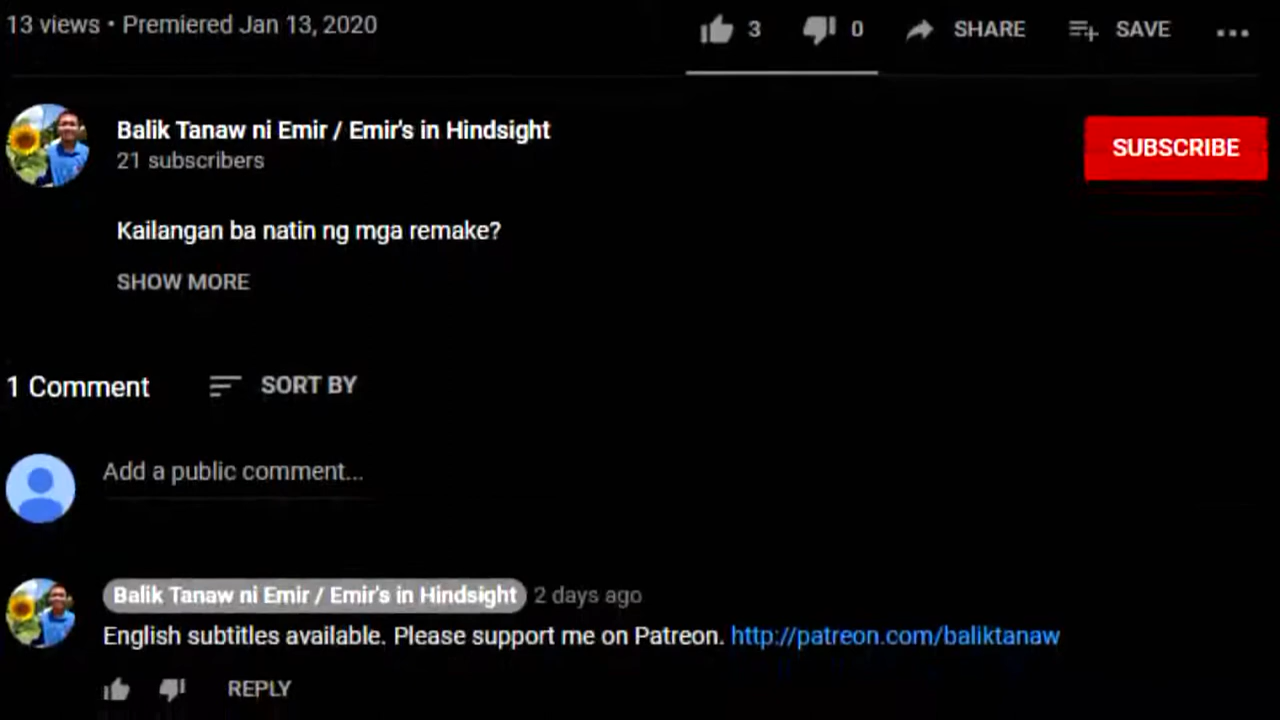 13 views • Premiered Jan 13, 2020
3
0
SHARE
SAVE
Balik Tanaw ni Emir / Emir's in Hindsight
21 subscribers
SUBSCRIBE
Kailangan ba natin ng mga remake?
SHOW MORE
1 Comment
SORT BY
Add a public comment...
Balik Tanaw ni Emir / Emir's in Hindsight 2 days ago
English subtitles available. Please support me on Patreon. http://patreon.com/baliktanaw
REPLY